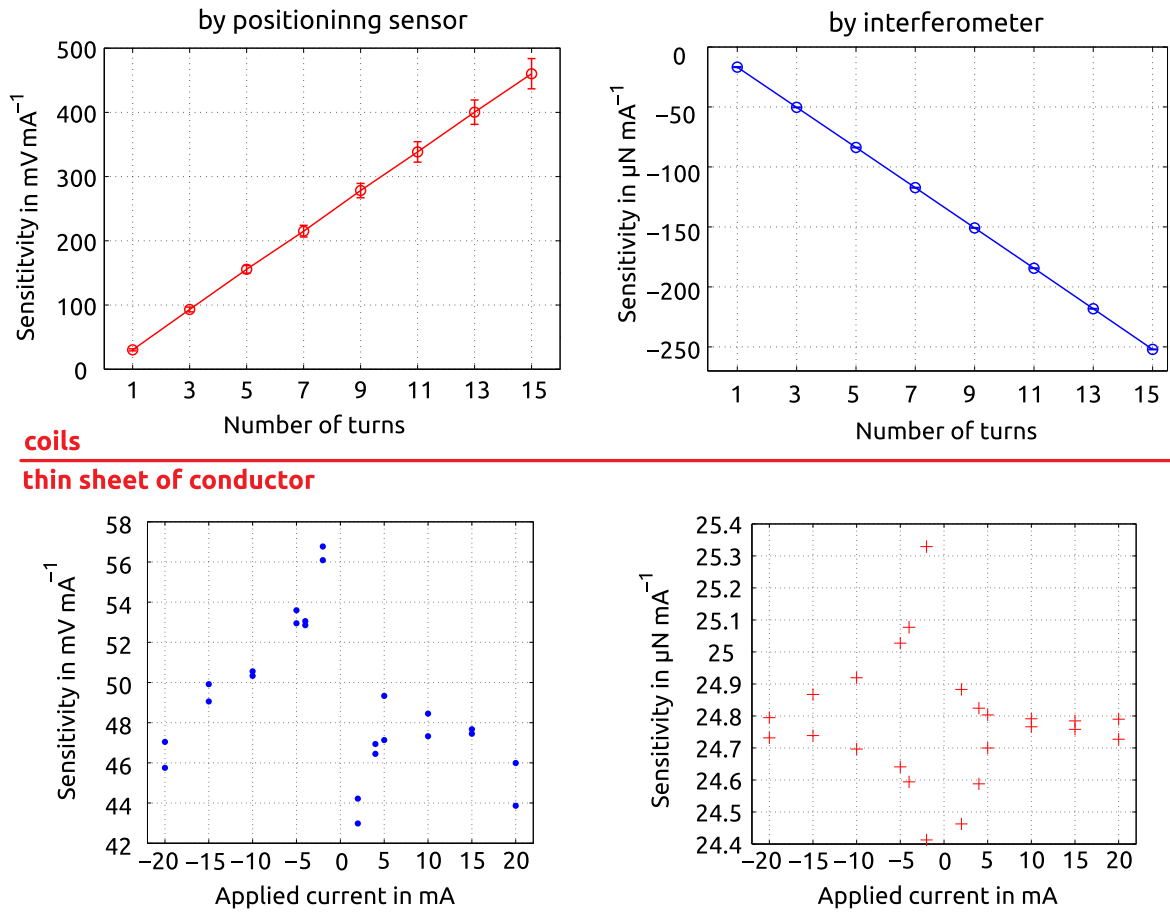 by positioninng sensor
500
400
300
200
100
0
Sensitivity in mV mA⁻¹
1 3 5 7 9 11 13 15
Number of turns
by interferometer
0
−50
−100
−150
−200
−250
Sensitivity in µN mA⁻¹
1 3 5 7 9 11 13 15
Number of turns
coils
thin sheet of conductor
58
56
54
52
50
48
46
44
42
Sensitivity in mV mA⁻¹
−20 −15 −10 −5 0 5 10 15 20
Applied current in mA
25.4
25.3
25.2
25.1
25
24.9
24.8
24.7
24.6
24.5
24.4
Sensitivity in µN mA⁻¹
−20 −15 −10 −5 0 5 10 15 20
Applied current in mA